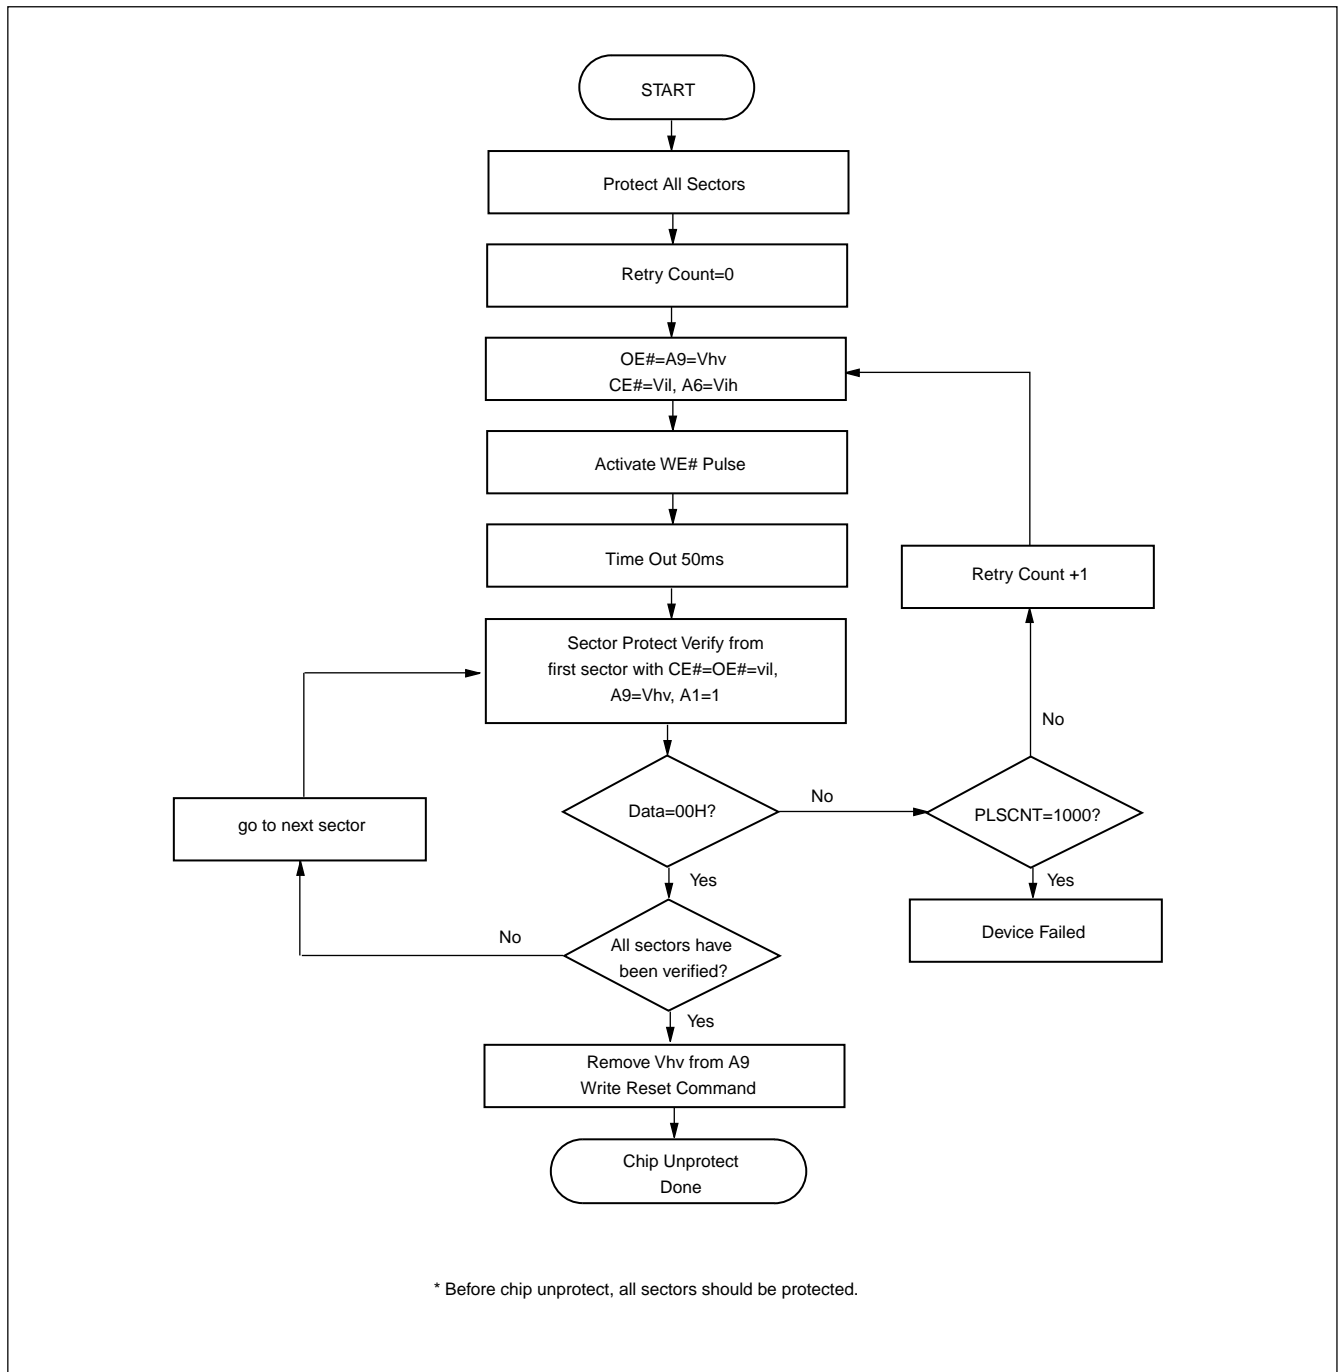 START
Protect All Sectors
Retry Count=0
OE#=A9=Vhv
CE#=Vil, A6=Vih
Activate WE# Pulse
Time Out 50ms
Retry Count +1
Sector Protect Verify from
first sector with CE#=OE#=vil,
A9=Vhv, A1=1
No
Data=00H?
No
PLSCNT=1000?
go to next sector
Yes
Yes
Device Failed
No
All sectors have
been verified?
Yes
Remove Vhv from A9
Write Reset Command
Chip Unprotect
Done
* Before chip unprotect, all sectors should be protected.